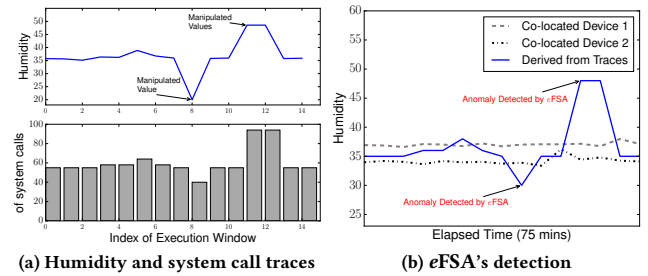 50
45
40
35
30
25
20
Humidity
Manipulated
Values
Manipulated
Value
0 2 4 6 8 10 12 14
100
80
60
40
20
0
of system calls
0 2 4 6 8 10 12 14
Index of Execution Window
(a) Humidity and system call traces
60
55
50
45
40
35
30
25
Humidity
Co-located Device 1
Co-located Device 2
Derived from Traces
Anomaly Detected by eFSA
Anomaly Detected by eFSA
Elapsed Time (75 mins)
(b) eFSA's detection